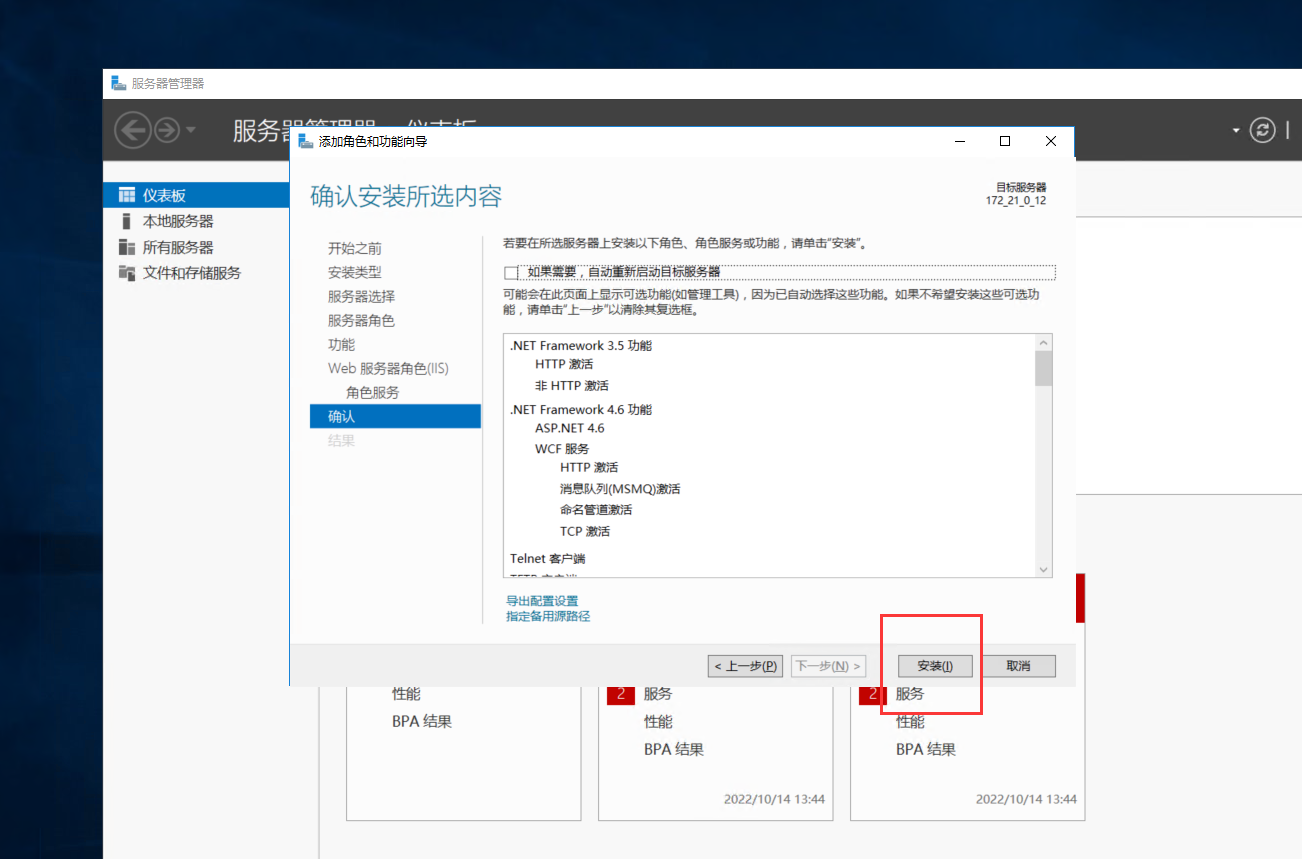 服务器管理器
添加角色和功能向导
确认安装所选内容
目标服务器
172_21_0_12
仪表板
本地服务器
所有服务器
文件和存储服务
开始之前
安装类型
服务器选择
服务器角色
功能
Web 服务器角色(IIS)
角色服务
确认
结果
若要在所选服务器上安装以下角色、角色服务或功能，请单击“安装”。
如果需要，自动重新启动目标服务器
可能会在此页面上显示可选功能(如管理工具)，因为已自动选择这些功能。如果不希望安装这些可选功
能，请单击“上一步”以清除其复选框。
.NET Framework 3.5 功能
HTTP 激活
非 HTTP 激活
.NET Framework 4.6 功能
ASP.NET 4.6
WCF 服务
HTTP 激活
消息队列(MSMQ)激活
命名管道激活
TCP 激活
Telnet 客户端
导出配置设置
指定备用源路径
< 上一步(P)
下一步(N) >
安装(I)
取消
性能
BPA 结果
2 服务
性能
BPA 结果
2022/10/14 13:44
2 服务
性能
BPA 结果
2022/10/14 13:44